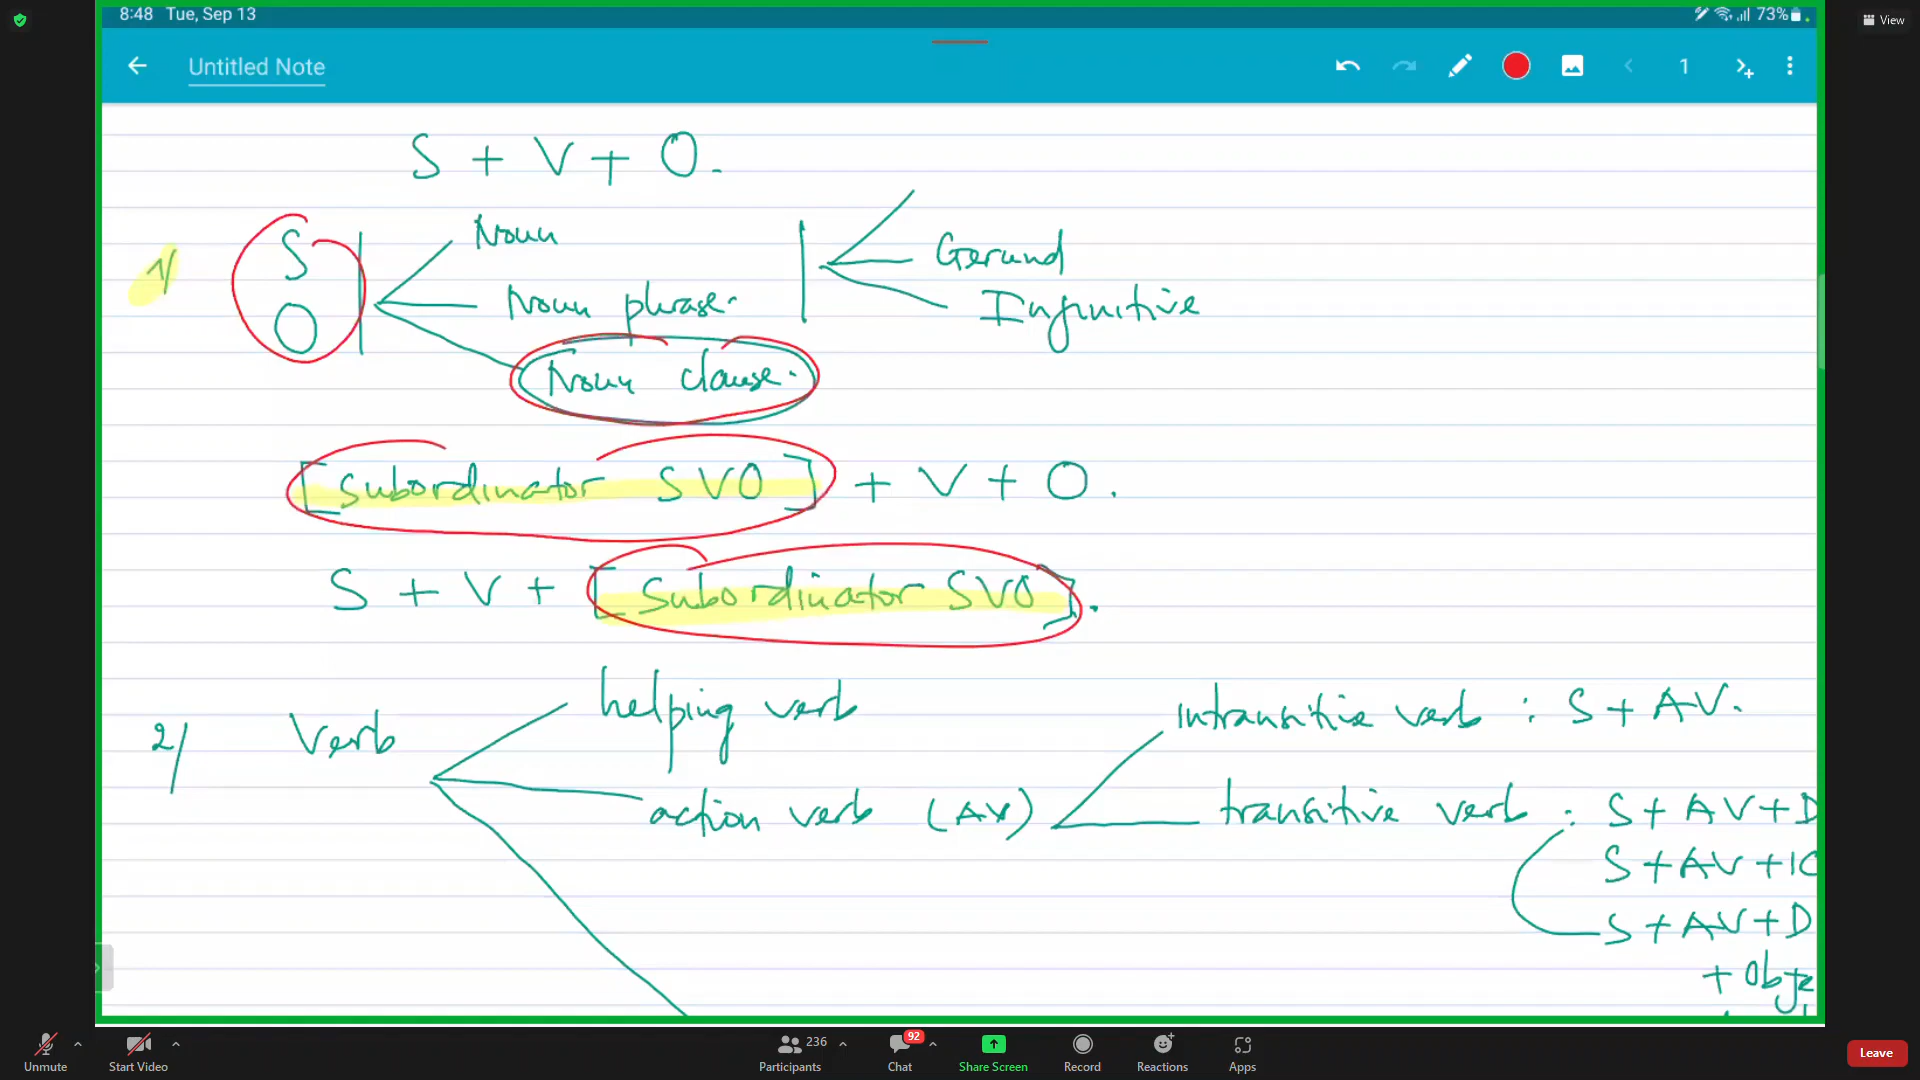 8:48 Tue, Sep 13
73%
View
Untitled Note
1
S + V + O.
1/
S
O
Noun
Noun phrase.
Noun clause.
Gerund
Infinitive
[subordinator SVO] + V + O.
S + V + [subordinator SVO].
2/ Verb
helping verb
action verb (AV)
intransitive verb : S + AV.
transitive verb : S + AV + D
S + AV + IO
S + AV + D
+ Obje
Unmute
Start Video
Participants
236
Chat
92
Share Screen
Record
Reactions
Apps
Leave